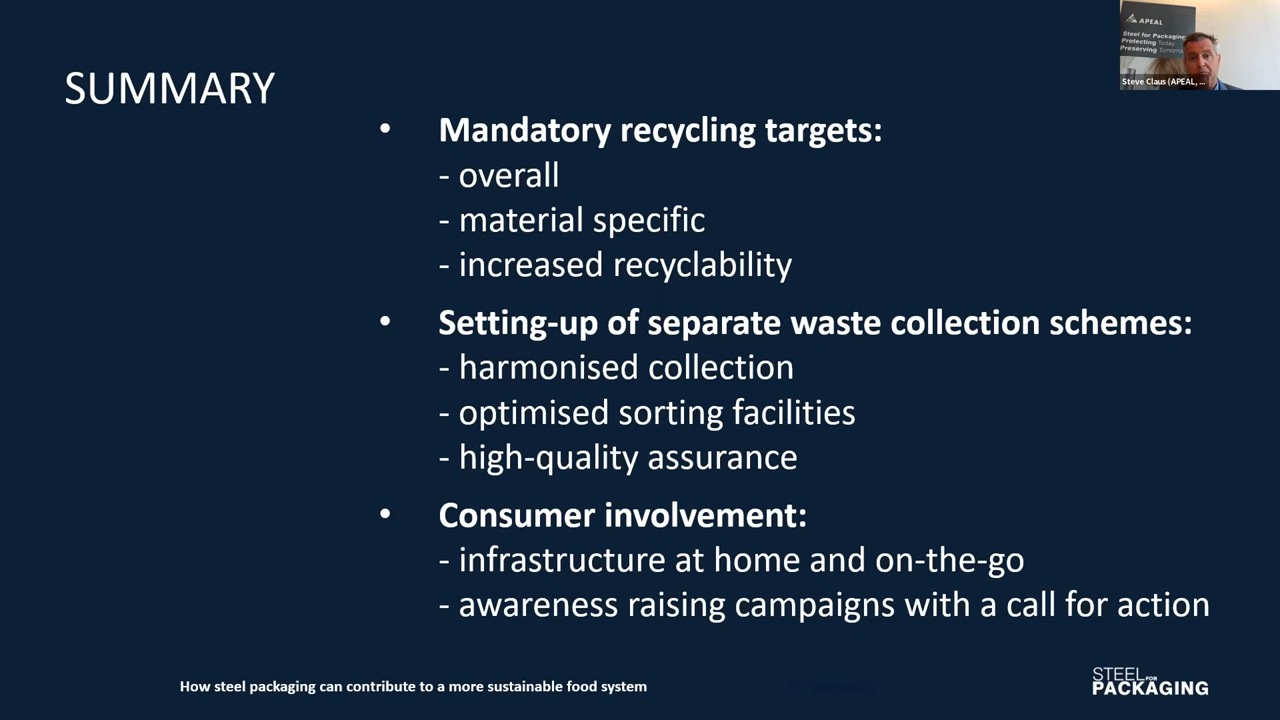 SUMMARY
• Mandatory recycling targets:
- overall
- material specific
- increased recyclability
• Setting-up of separate waste collection schemes:
- harmonised collection
- optimised sorting facilities
- high-quality assurance
• Consumer involvement:
- infrastructure at home and on-the-go
- awareness raising campaigns with a call for action
How steel packaging can contribute to a more sustainable food system
STEEL FOR
PACKAGING
APEAL
Steel for Packaging
Protecting Today,
Preserving
Steve Claus (APEAL, ...